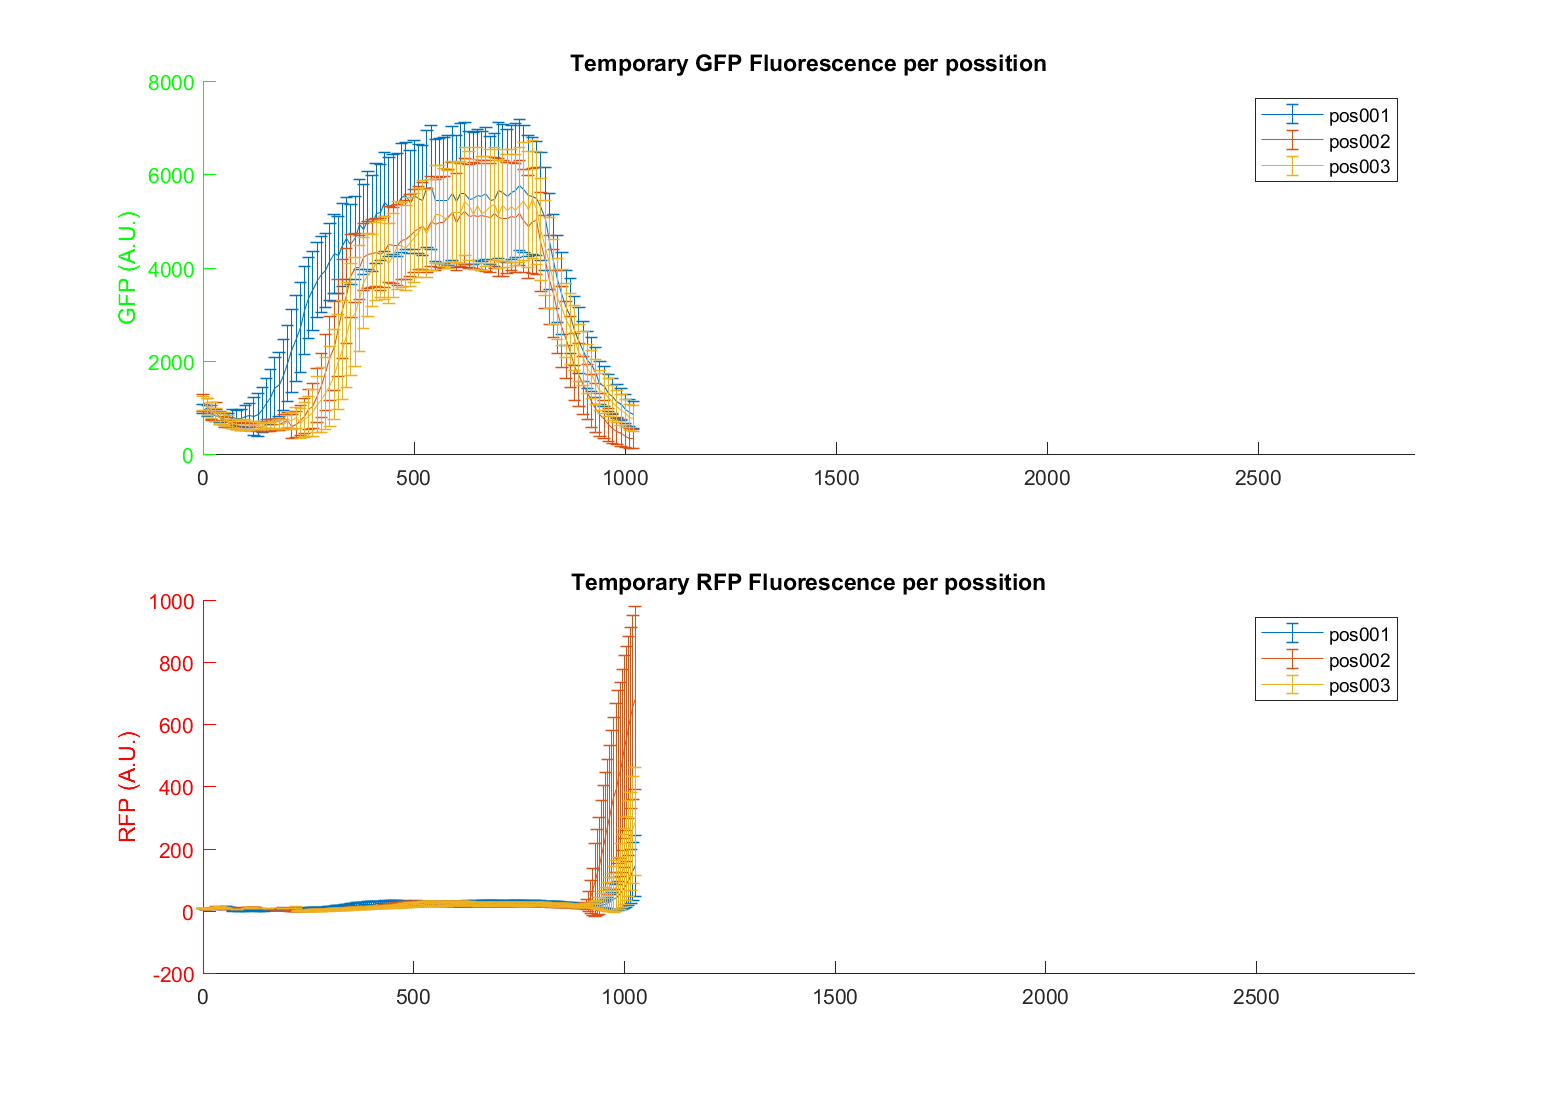 Temporary GFP Fluorescence per possition
8000
6000
4000
2000
0
GFP (A.U.)
0 500 1000 1500 2000 2500
pos001
pos002
pos003
Temporary RFP Fluorescence per possition
1000
800
600
400
200
0
-200
RFP (A.U.)
0 500 1000 1500 2000 2500
pos001
pos002
pos003